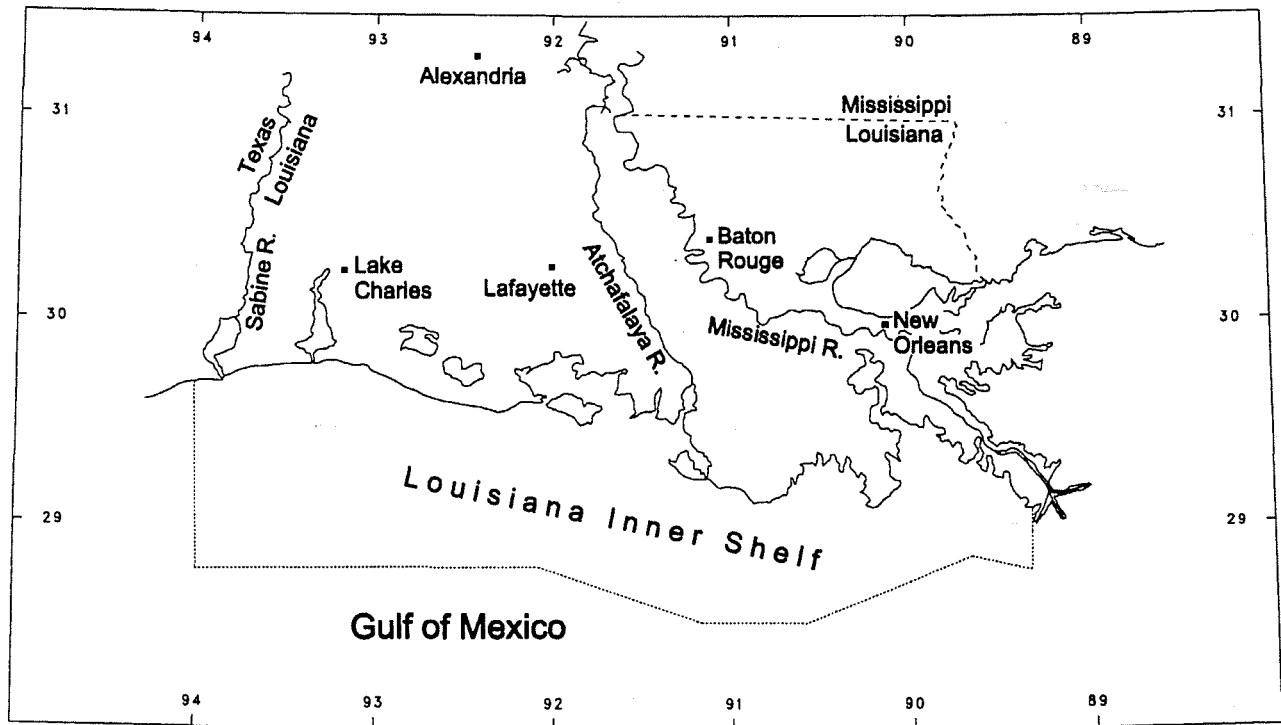 94
93
92
91
90
89
Alexandria
31
31
Mississippi
Louisiana
Texas
Louisiana
Sabine R.
Lake
Charles
Lafayette
Atchafalaya R.
Baton
Rouge
30
30
Mississippi R.
New
Orleans
29
29
Louisiana Inner Shelf
Gulf of Mexico
94
93
92
91
90
89